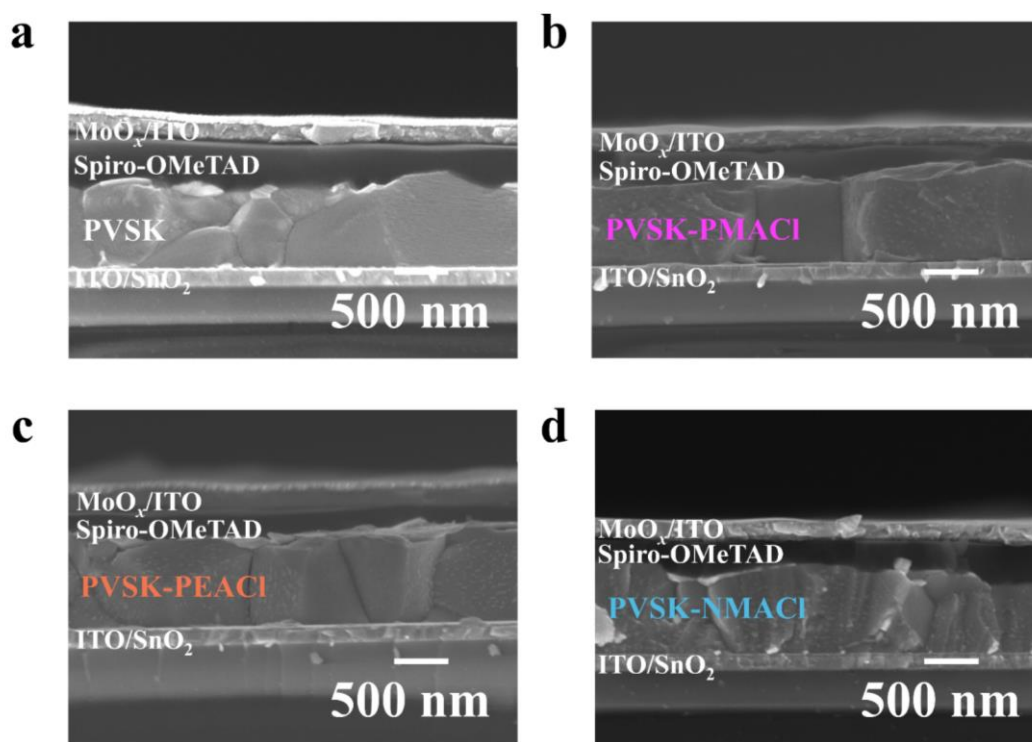 a
MoOₓ/ITO
Spiro-OMeTAD
PVSK
ITO/SnO₂
500 nm
b
MoOₓ/ITO
Spiro-OMeTAD
PVSK-PMACl
ITO/SnO₂
500 nm
c
MoOₓ/ITO
Spiro-OMeTAD
PVSK-PEACl
ITO/SnO₂
500 nm
d
MoOₓ/ITO
Spiro-OMeTAD
PVSK-NMACl
ITO/SnO₂
500 nm